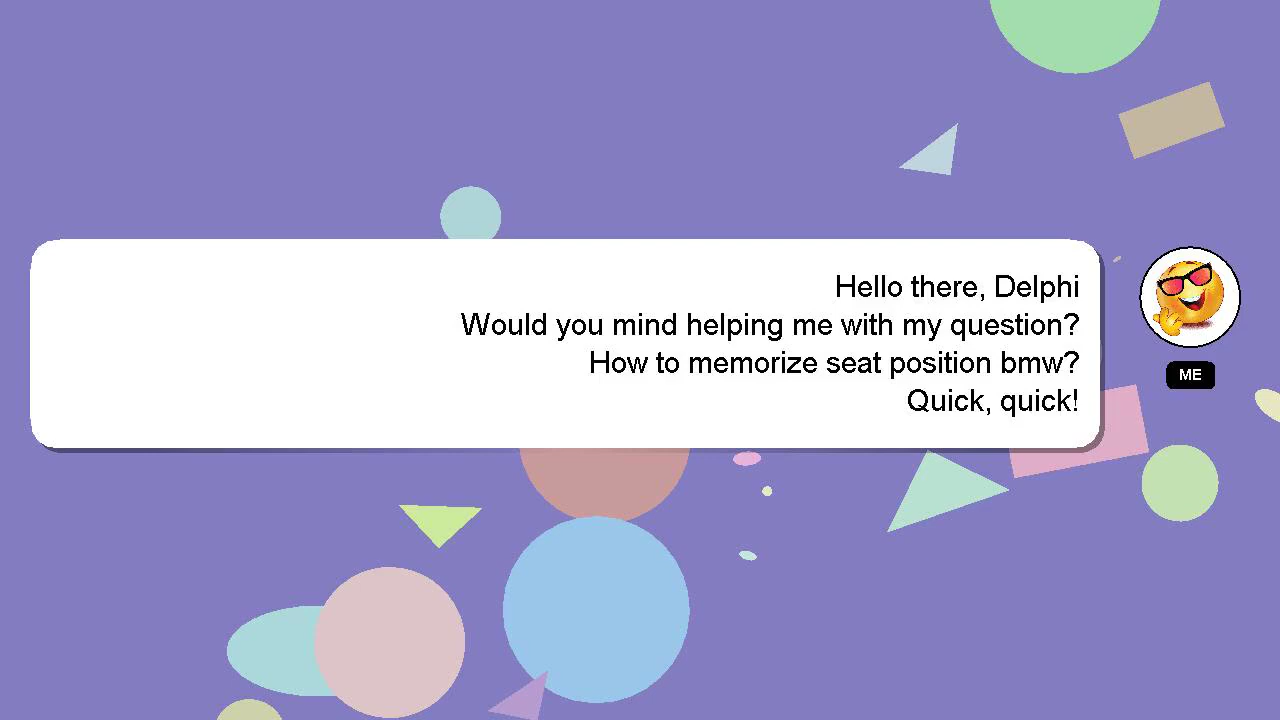 Hello there, Delphi
Would you mind helping me with my question?
How to memorize seat position bmw?
Quick, quick!
ME